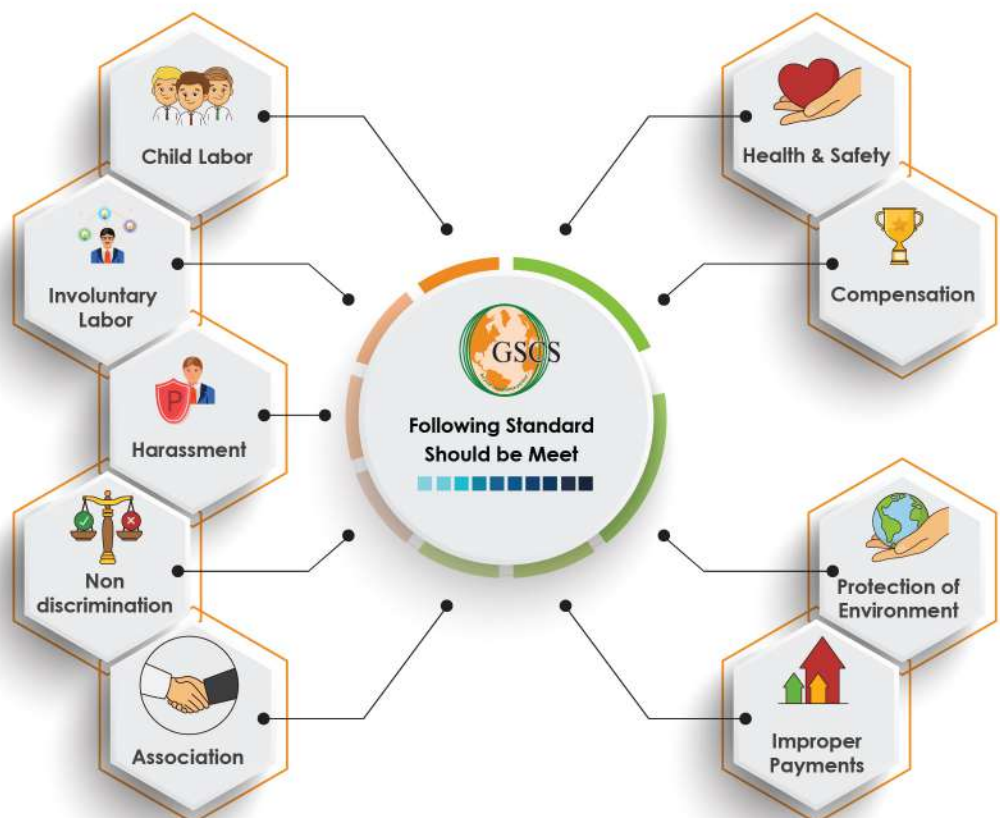 Child Labor
Involuntary
Labor
P
Harassment
Non
discrimination
Association
GSCS
Following Standard
Should be Meet
Health & Safety
Compensation
Protection of
Environment
Improper
Payments